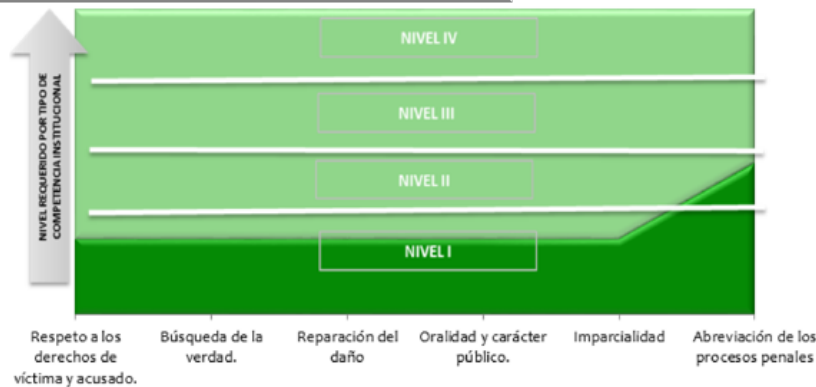 NIVEL REQUERIDO POR TIPO DE
COMPETENCIA INSTITUCIONAL
NIVEL IV
NIVEL III
NIVEL II
NIVEL I
Respeto a los
derechos de
víctima y acusado.
Búsqueda de la
verdad.
Reparación del
daño
Oralidad y carácter
público.
Imparcialidad
Abreviación de los
procesos penales